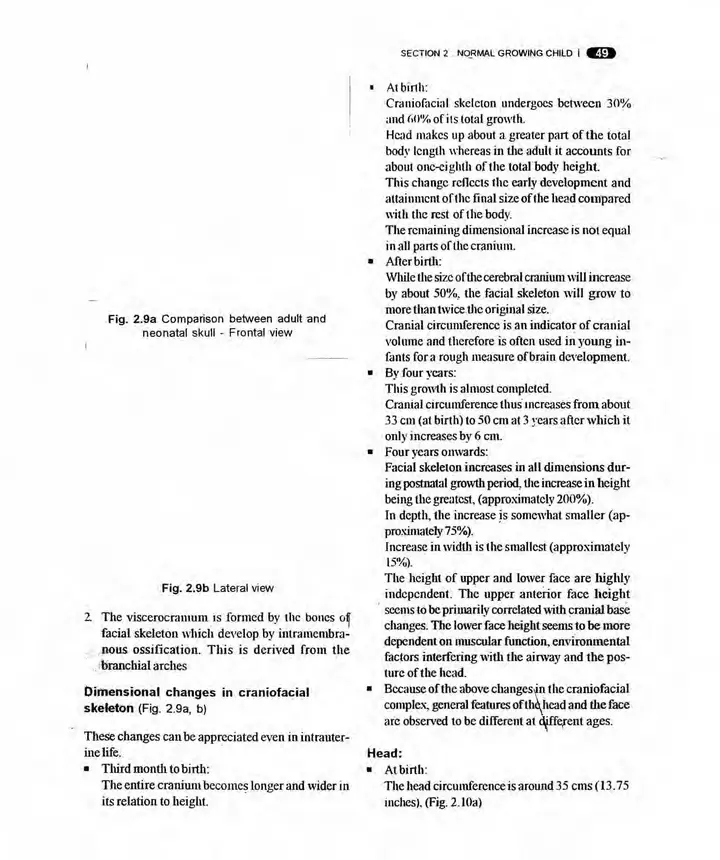 SECTION 2 NORMAL GROWING CHILD | 49
Fig. 2.9a Comparison between adult and
neonatal skull - Frontal view
Fig. 2.9b Lateral view
2. The viscerocranium is formed by the bones of
facial skeleton which develop by intramembra-
nous ossification. This is derived from the
branchial arches
Dimensional changes in craniofacial
skeleton (Fig. 2.9a, b)
These changes can be appreciated even in intrauter-
ine life.
▪ Third month to birth:
The entire cranium becomes longer and wider in
its relation to height.
▪ At birth:
Craniofacial skeleton undergoes between 30%
and 60% of its total growth.
Head makes up about a greater part of the total
body length whereas in the adult it accounts for
about one-eighth of the total body height.
This change reflects the early development and
attainment of the final size of the head compared
with the rest of the body.
The remaining dimensional increase is not equal
in all parts of the cranium.
▪ After birth:
While the size of the cerebral cranium will increase
by about 50%, the facial skeleton will grow to
more than twice the original size.
Cranial circumference is an indicator of cranial
volume and therefore is often used in young in-
fants for a rough measure of brain development.
▪ By four years:
This growth is almost completed.
Cranial circumference thus increases from about
33 cm (at birth) to 50 cm at 3 years after which it
only increases by 6 cm.
▪ Four years onwards:
Facial skeleton increases in all dimensions dur-
ing postnatal growth period, the increase in height
being the greatest, (approximately 200%).
In depth, the increase is somewhat smaller (ap-
proximately 75%).
Increase in width is the smallest (approximately
15%).
The height of upper and lower face are highly
independent. The upper anterior face height
seems to be primarily correlated with cranial base
changes. The lower face height seems to be more
dependent on muscular function, environmental
factors interfering with the airway and the pos-
ture of the head.
▪ Because of the above changes in the craniofacial
complex, general features of the head and the face
are observed to be different at different ages.
Head:
▪ At birth:
The head circumference is around 35 cms (13.75
inches), (Fig. 2.10a)